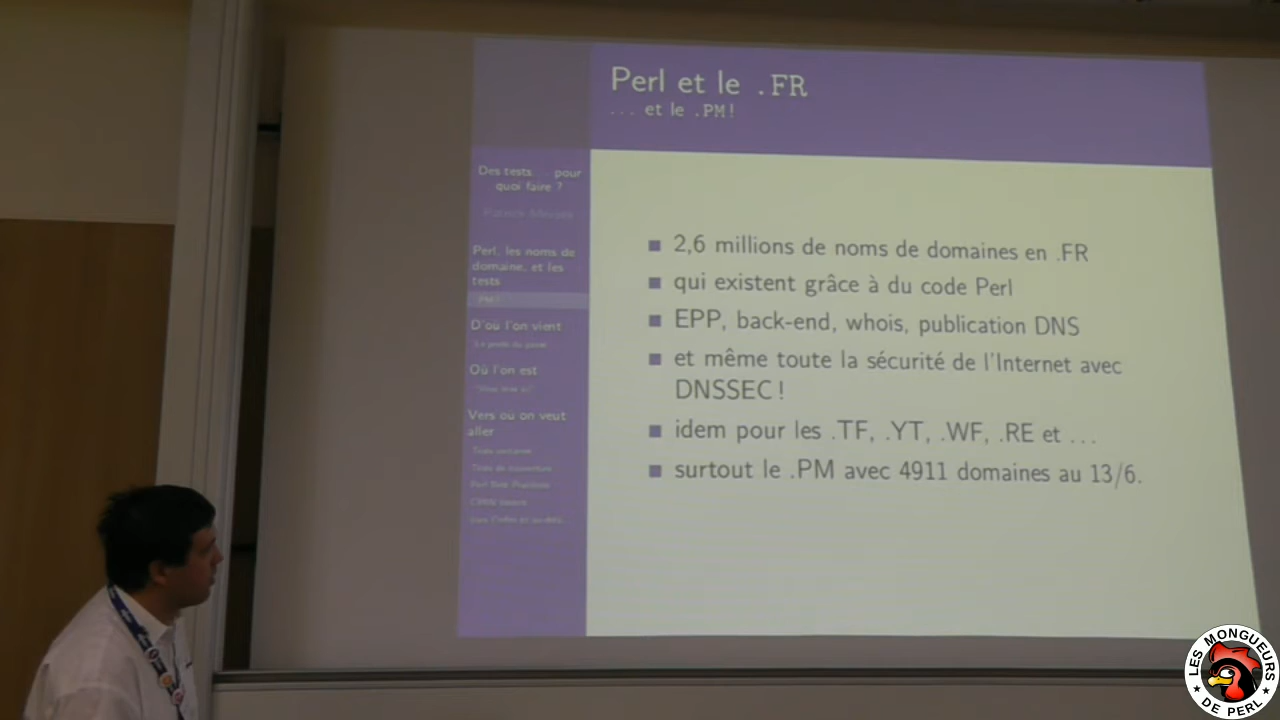 Perl et le .FR
... et le .PM!
Des tests pour
quoi faire ?
Perl, les noms de
domaine, et les
tests
.PM!
D'où l'on vient
Où l'on est
Vers où on veut
aller
2,6 millions de noms de domaines en .FR
qui existent grâce à du code Perl
EPP, back-end, whois, publication DNS
et même toute la sécurité de l'Internet avec
DNSSEC!
idem pour les .TF, .YT, .WF, .RE et ...
surtout le .PM avec 4911 domaines au 13/6.
LES MONGUEURS
DE PERL